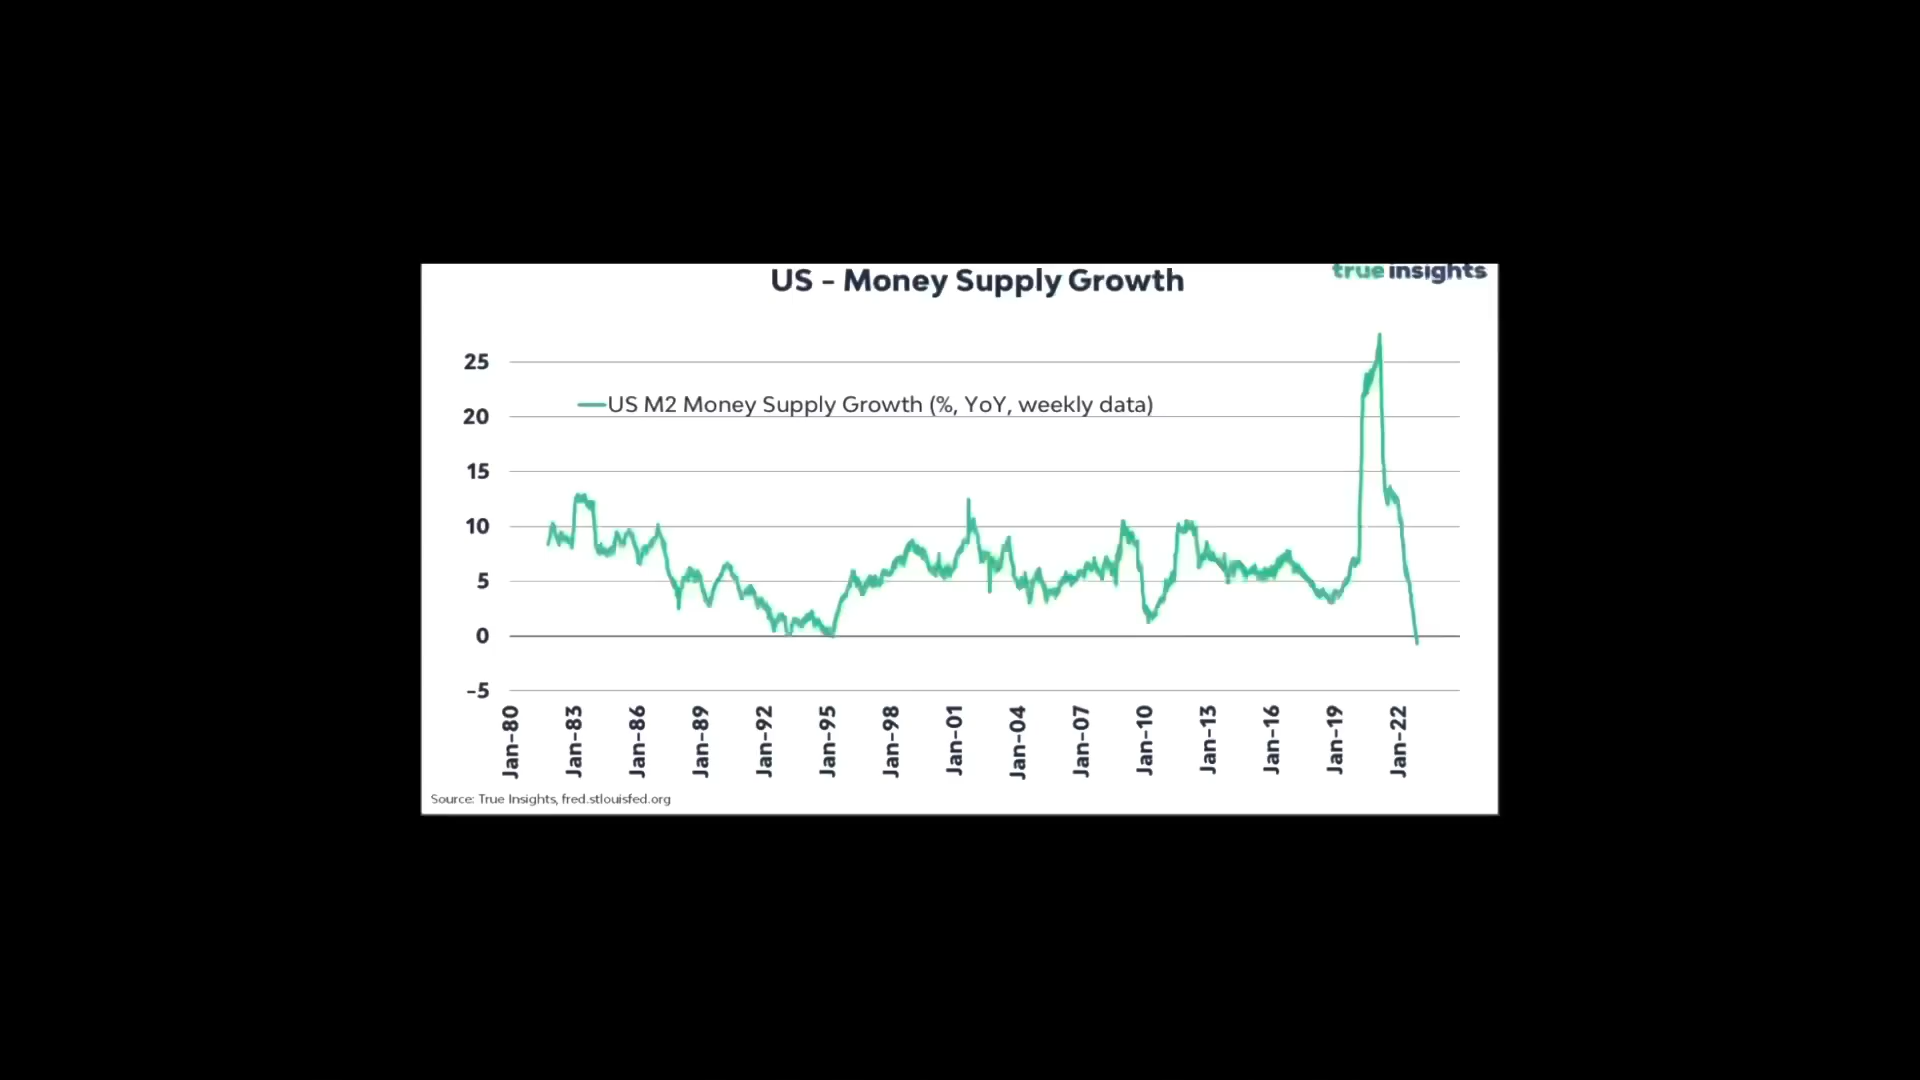 US – Money Supply Growth
true insights
25
US M2 Money Supply Growth (%, YoY, weekly data)
20
15
10
5
0
–5
Jan–80
Jan–83
Jan–86
Jan–89
Jan–92
Jan–95
Jan–98
Jan–01
Jan–04
Jan–07
Jan–10
Jan–13
Jan–16
Jan–19
Jan–22
Source: True Insights, fred.stlouisfed.org